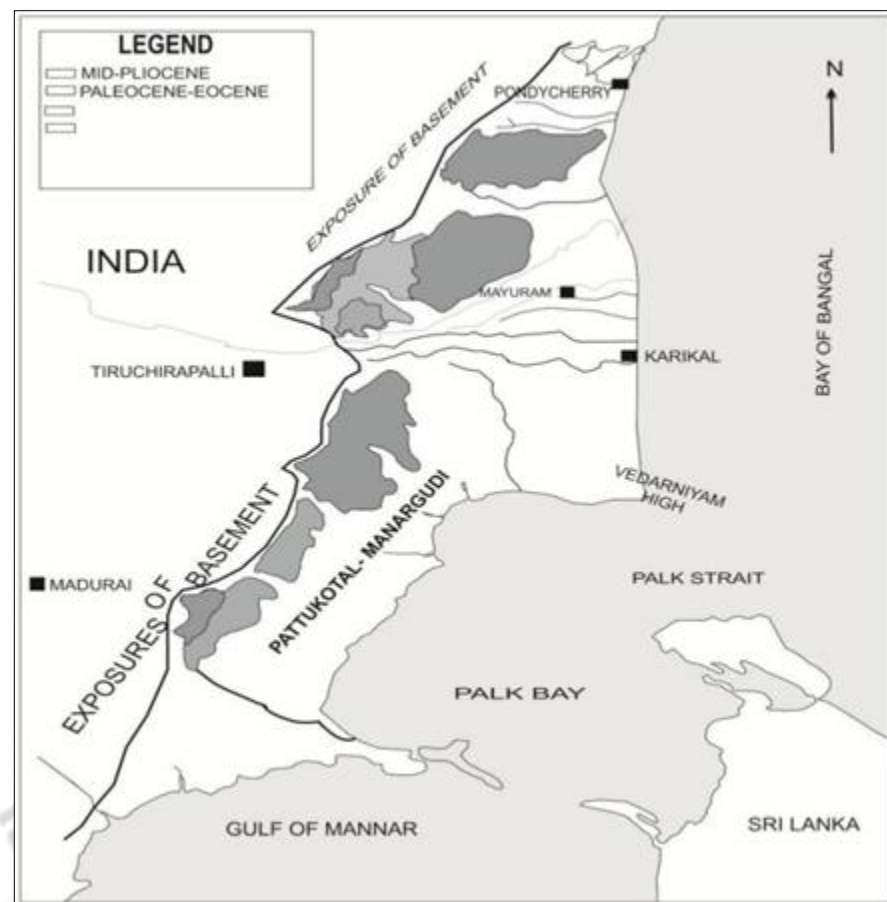 LEGEND
MID-PLIOCENE
PALEOCENE-EOCENE
EXPOSURE OF BASEMENT
PONDYCHERRY
N
INDIA
MAYURAM
BAY OF BANGAL
TIRUCHIRAPALLI
KARIKAL
VEDARNIYAM
HIGH
PATTUKOTAL- MANARGUDI
EXPOSURES OF BASEMENT
MADURAI
PALK STRAIT
PALK BAY
GULF OF MANNAR
SRI LANKA